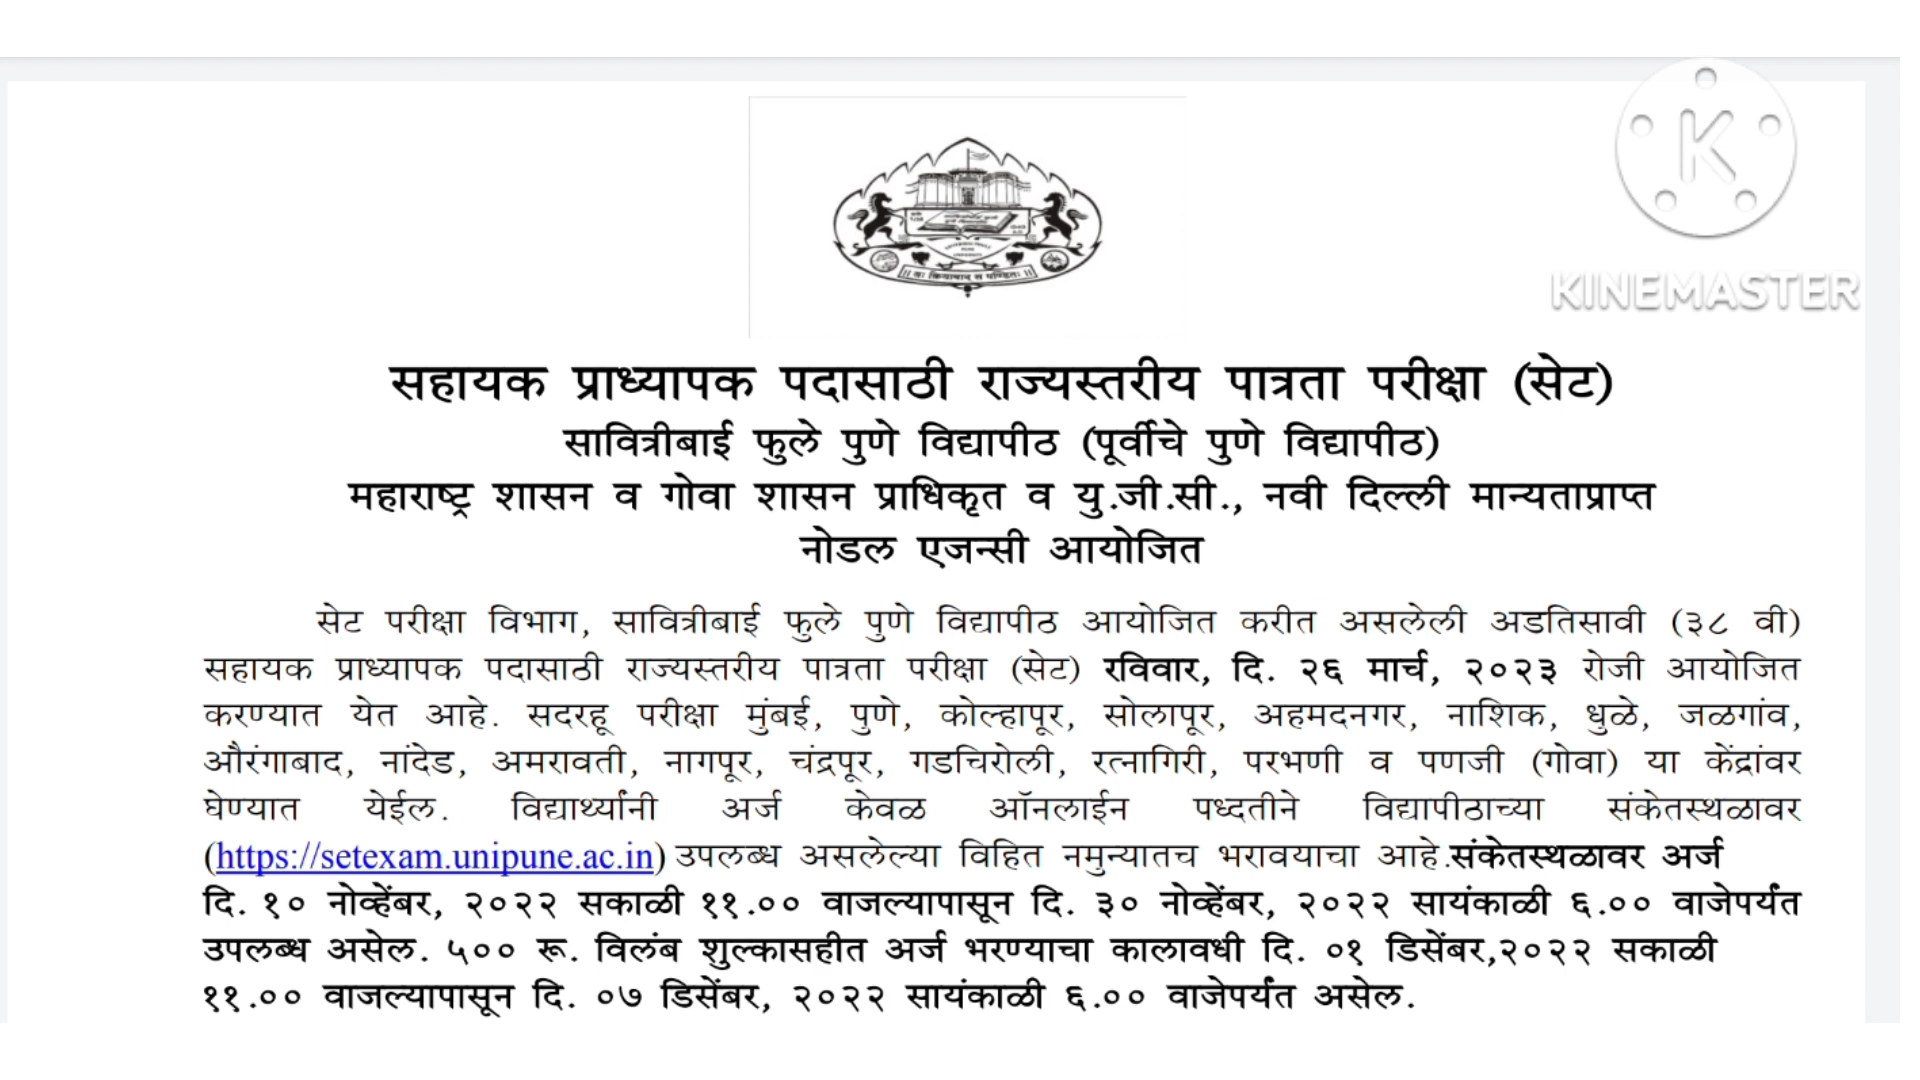 KINEMASTER
|| यः क्रियावान् स पण्डितः ||
सहायक प्राध्यापक पदासाठी राज्यस्तरीय पात्रता परीक्षा (सेट)
सावित्रीबाई फुले पुणे विद्यापीठ (पूर्वीचे पुणे विद्यापीठ)
महाराष्ट्र शासन व गोवा शासन प्राधिकृत व यु.जी.सी., नवी दिल्ली मान्यताप्राप्त
नोडल एजन्सी आयोजित
सेट परीक्षा विभाग, सावित्रीबाई फुले पुणे विद्यापीठ आयोजित करीत असलेली अडतिसावी (३८ वी)
सहायक प्राध्यापक पदासाठी राज्यस्तरीय पात्रता परीक्षा (सेट) रविवार, दि. २६ मार्च, २०२३ रोजी आयोजित
करण्यात येत आहे. सदरहू परीक्षा मुंबई, पुणे, कोल्हापूर, सोलापूर, अहमदनगर, नाशिक, धुळे, जळगांव,
औरंगाबाद, नांदेड, अमरावती, नागपूर, चंद्रपूर, गडचिरोली, रत्नागिरी, परभणी व पणजी (गोवा) या केंद्रांवर
घेण्यात येईल. विद्यार्थ्यांनी अर्ज केवळ ऑनलाईन पध्दतीने विद्यापीठाच्या संकेतस्थळावर
(https://setexam.unipune.ac.in) उपलब्ध असलेल्या विहित नमुन्यातच भरावयाचा आहे.संकेतस्थळावर अर्ज
दि. १० नोव्हेंबर, २०२२ सकाळी ११.०० वाजल्यापासून दि. ३० नोव्हेंबर, २०२२ सायंकाळी ६.०० वाजेपर्यंत
उपलब्ध असेल. ५०० रू. विलंब शुल्कासहीत अर्ज भरण्याचा कालावधी दि. ०१ डिसेंबर,२०२२ सकाळी
११.०० वाजल्यापासून दि. ०७ डिसेंबर, २०२२ सायंकाळी ६.०० वाजेपर्यंत असेल.